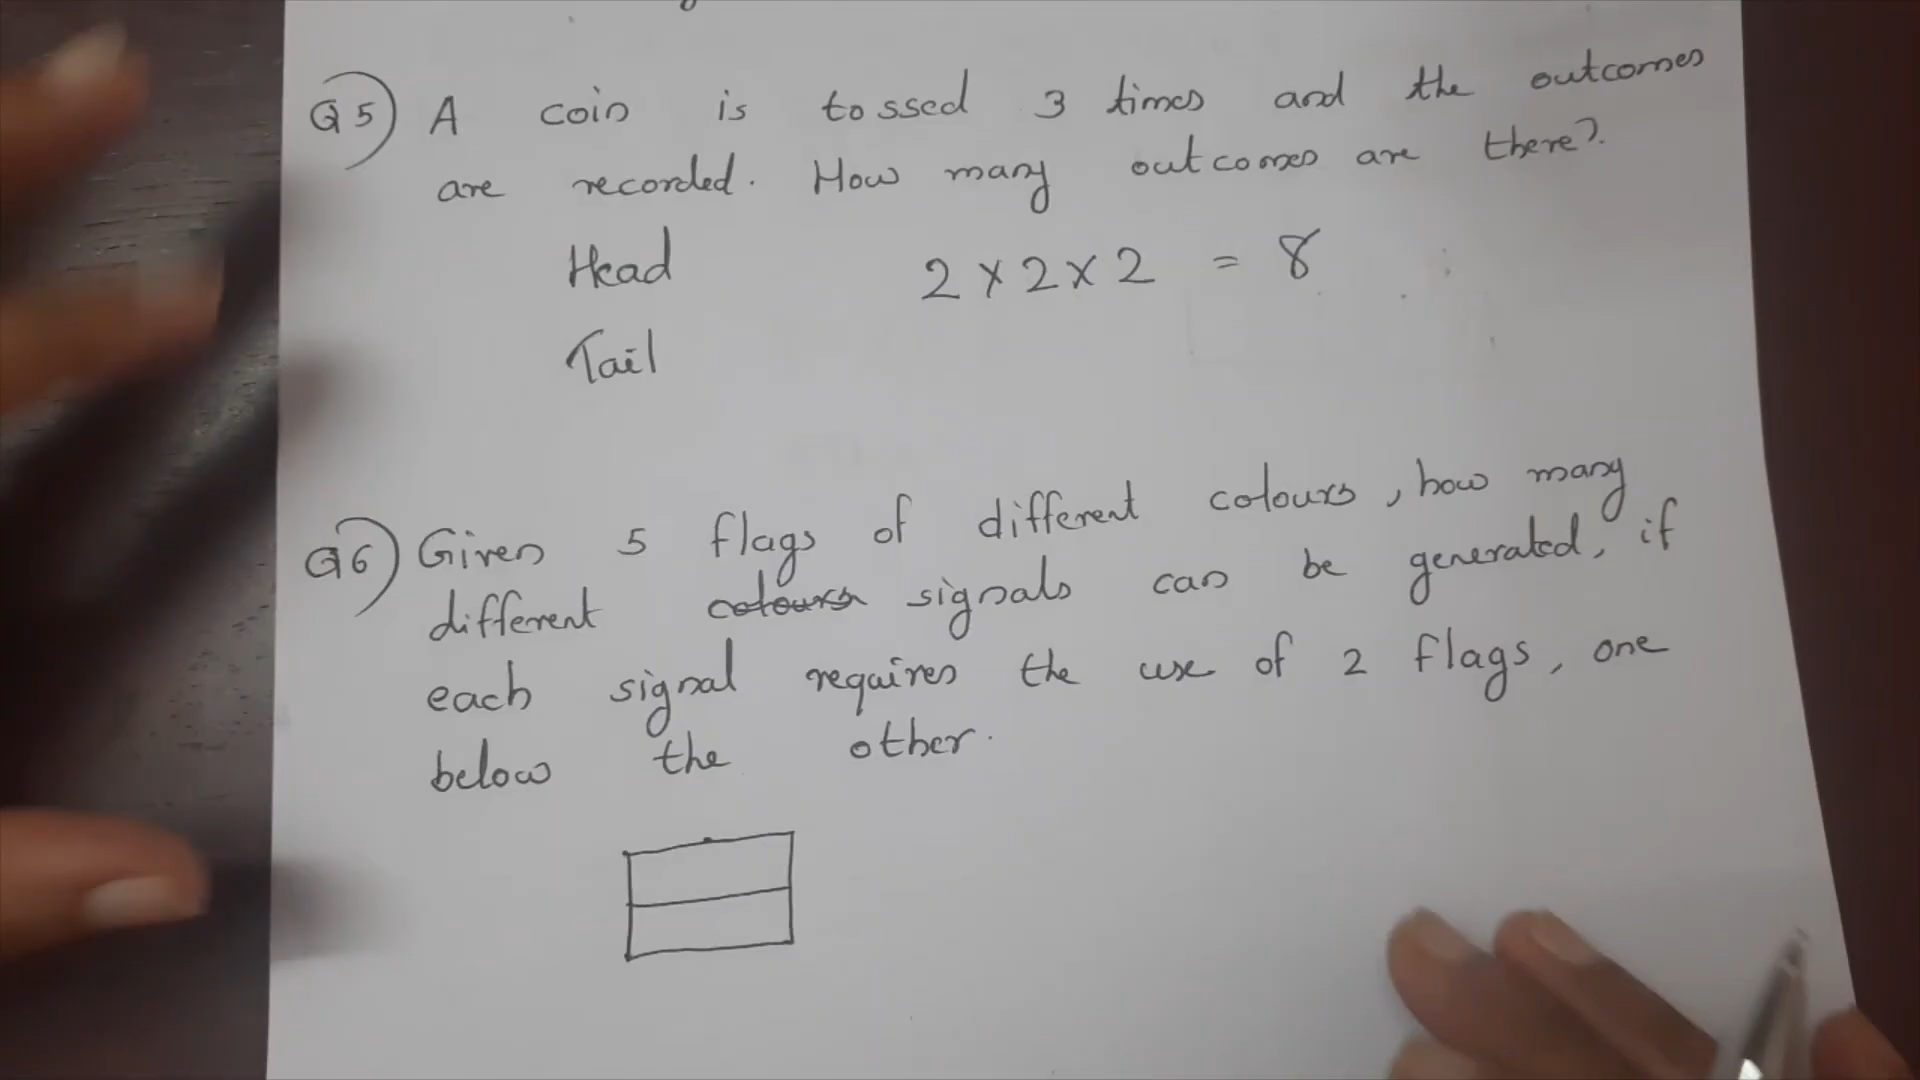 Q5) A coin is tossed 3 times and the outcomes
are recorded. How many outcomes are there?
Head 2 × 2 × 2 = 8
Tail
Q6) Given 5 flags of different colours, how many
different colours signals can be generated, if
each signal requires the use of 2 flags, one
below the other.